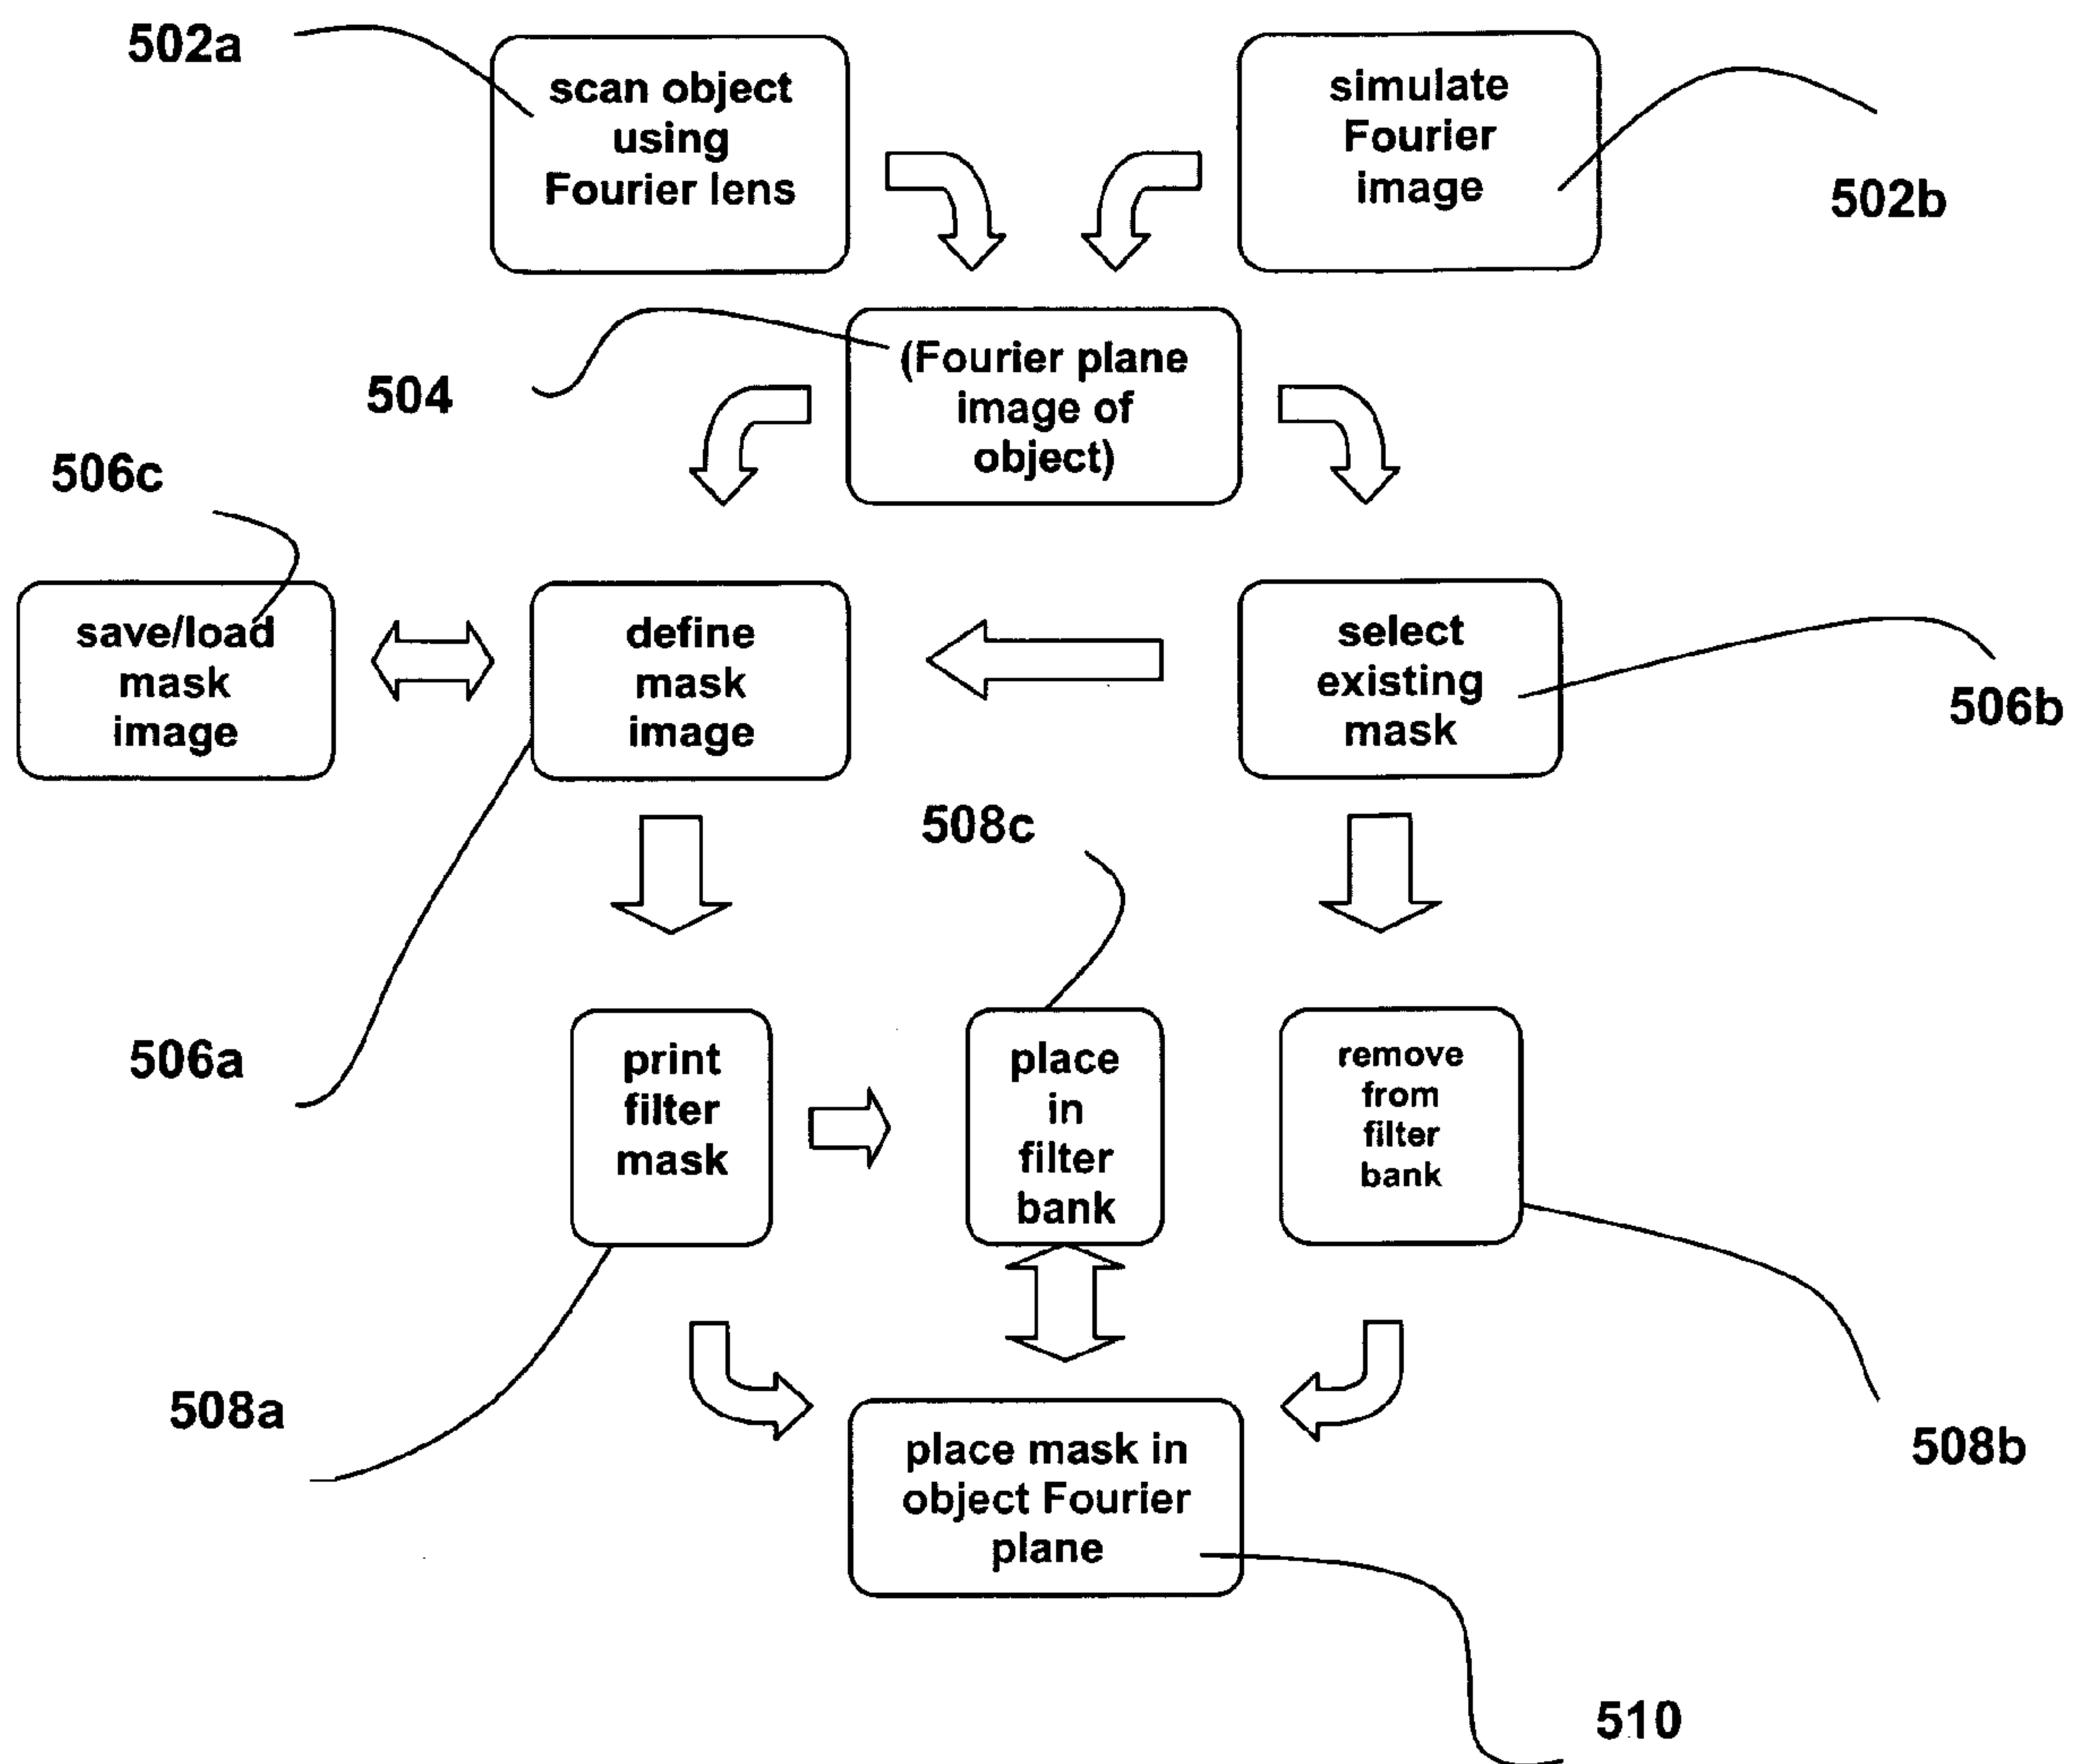 502a
scan object
using
Fourier lens
simulate
Fourier
image
502b
504
(Fourier plane
image of
object)
506c
save/load
mask
image
define
mask
image
select
existing
mask
506b
508c
506a
print
filter
mask
place
in
filter
bank
remove
from
filter
bank
508a
place mask in
object Fourier
plane
508b
510